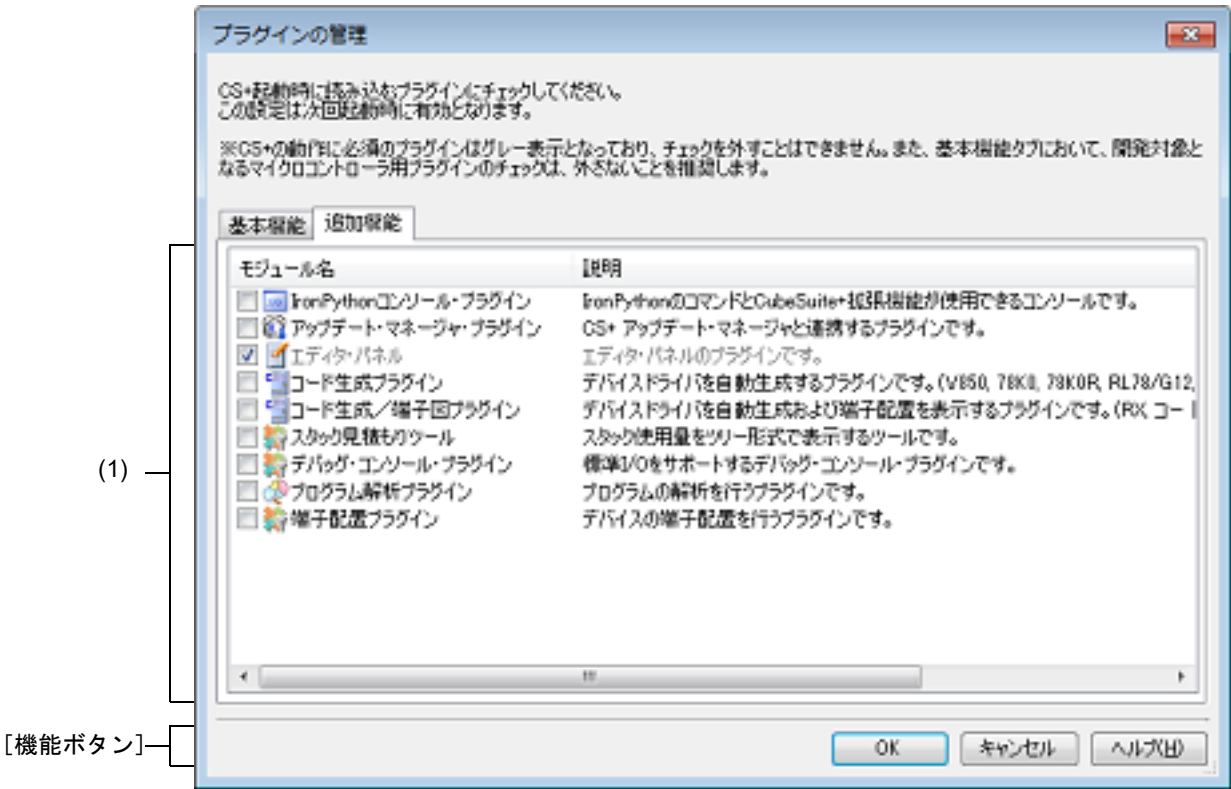 プラグインの管理
CS+起動時に読み込むプラグインにチェックしてください。
この設定は次回起動時に有効となります。
※CS+の動作に必須のプラグインはグレー表示となっており、チェックを外すことはできません。また、基本機能タブにおいて、開発対象と
なるマイクロコントローラ用プラグインのチェックは、外さないことを推奨します。
基本機能 追加機能
モジュール名 説明
IronPythonコンソール・プラグイン IronPythonのコマンドとCubeSuite+拡張機能が使用できるコンソールです。
アップデート・マネージャ・プラグイン CS+ アップデート・マネージャと連携するプラグインです。
エディタ・パネル エディタ・パネルのプラグインです。
コード生成プラグイン デバイスドライバを自動生成するプラグインです。(V850, 78K0, 78K0R, RL78/G12,
コード生成／端子図プラグイン デバイスドライバを自動生成および端子配置を表示するプラグインです。(RX コー
スタック見積もりツール スタック使用量をツリー形式で表示するツールです。
(1)
デバッグ・コンソール・プラグイン 標準I/Oをサポートするデバッグ・コンソール・プラグインです。
プログラム解析プラグイン プログラムの解析を行うプラグインです。
端子配置プラグイン デバイスの端子配置を行うプラグインです。
[機能ボタン]
OK キャンセル ヘルプ(H)